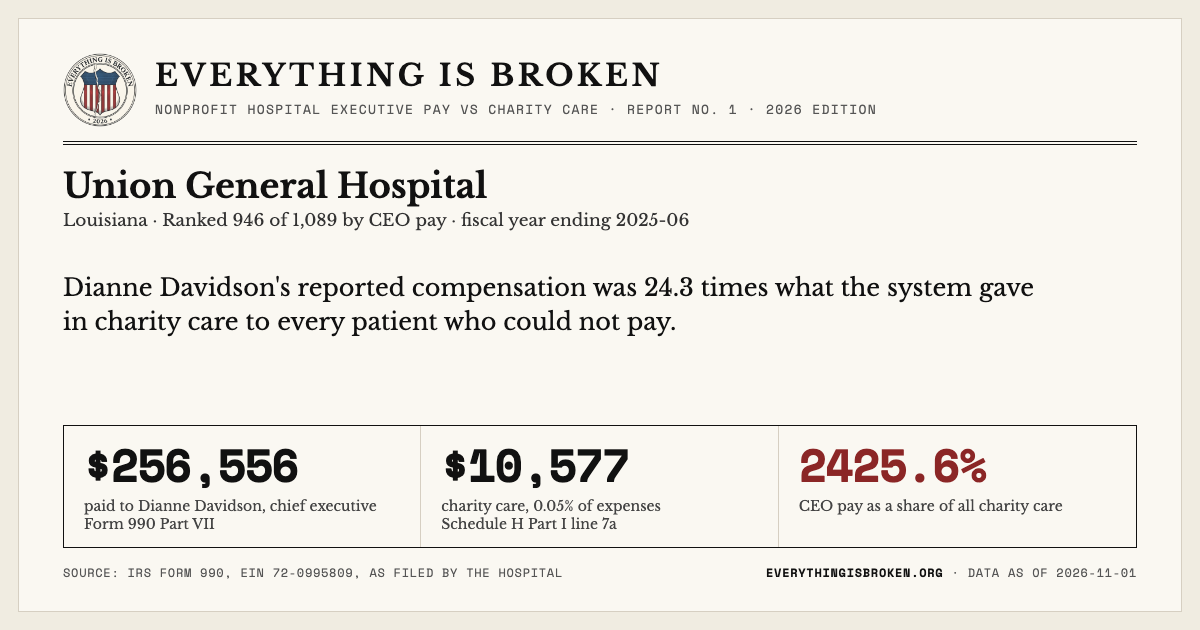 EVERYTHING IS BROKEN
2026
EVERYTHING IS BROKEN
NONPROFIT HOSPITAL EXECUTIVE PAY VS CHARITY CARE · REPORT NO. 1 · 2026 EDITION
Union General Hospital
Louisiana · Ranked 946 of 1,089 by CEO pay · fiscal year ending 2025-06
Dianne Davidson's reported compensation was 24.3 times what the system gave
in charity care to every patient who could not pay.
$256,556
paid to Dianne Davidson, chief executive
Form 990 Part VII
$10,577
charity care, 0.05% of expenses
Schedule H Part I line 7a
2425.6%
CEO pay as a share of all charity care
SOURCE: IRS FORM 990, EIN 72-0995809, AS FILED BY THE HOSPITAL
EVERYTHINGISBROKEN.ORG · DATA AS OF 2026-11-01